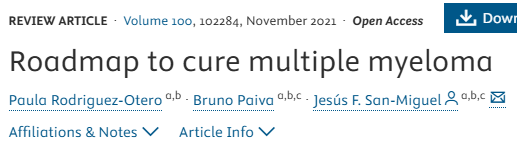 REVIEW ARTICLE · Volume 100, 102284, November 2021 · Open Access
Down
Roadmap to cure multiple myeloma
Paula Rodriguez-Otero a,b · Bruno Paiva a,b,c · Jesús F. San-Miguel a,b,c
Affiliations & Notes Article Info